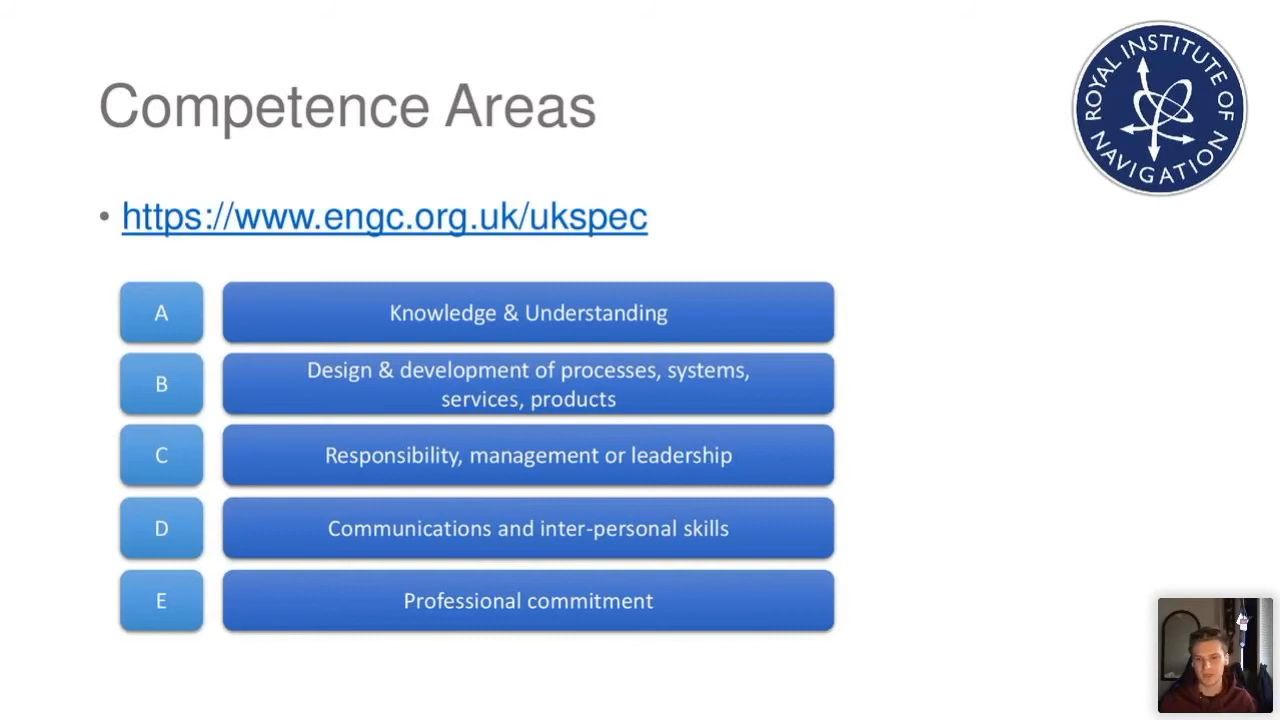 Competence Areas
ROYAL INSTITUTE OF
NAVIGATION
• https://www.engc.org.uk/ukspec
A
Knowledge & Understanding
B
Design & development of processes, systems,
services, products
C
Responsibility, management or leadership
D
Communications and inter-personal skills
E
Professional commitment